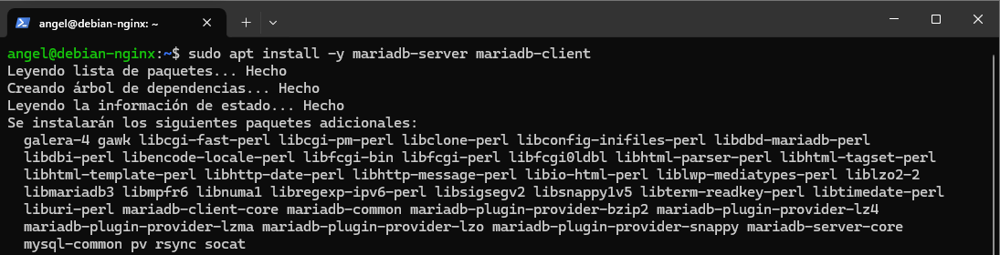 angel@debian-nginx: ~
angel@debian-nginx:~$ sudo apt install -y mariadb-server mariadb-client
Leyendo lista de paquetes... Hecho
Creando árbol de dependencias... Hecho
Leyendo la información de estado... Hecho
Se instalarán los siguientes paquetes adicionales:
galera-4 gawk libcgi-fast-perl libcgi-pm-perl libclone-perl libconfig-inifiles-perl libdbd-mariadb-perl
libdbi-perl libencode-locale-perl libfcgi-bin libfcgi-perl libfcgi0ldbl libhtml-parser-perl libhtml-tagset-perl
libhtml-template-perl libhttp-date-perl libhttp-message-perl libio-html-perl liblwp-mediatypes-perl liblzo2-2
libmariadb3 libmpfr6 libnuma1 libregexp-ipv6-perl libsigsegv2 libsnappy1v5 libterm-readkey-perl libtimedate-perl
liburi-perl mariadb-client-core mariadb-common mariadb-plugin-provider-bzip2 mariadb-plugin-provider-lz4
mariadb-plugin-provider-lzma mariadb-plugin-provider-lzo mariadb-plugin-provider-snappy mariadb-server-core
mysql-common pv rsync socat